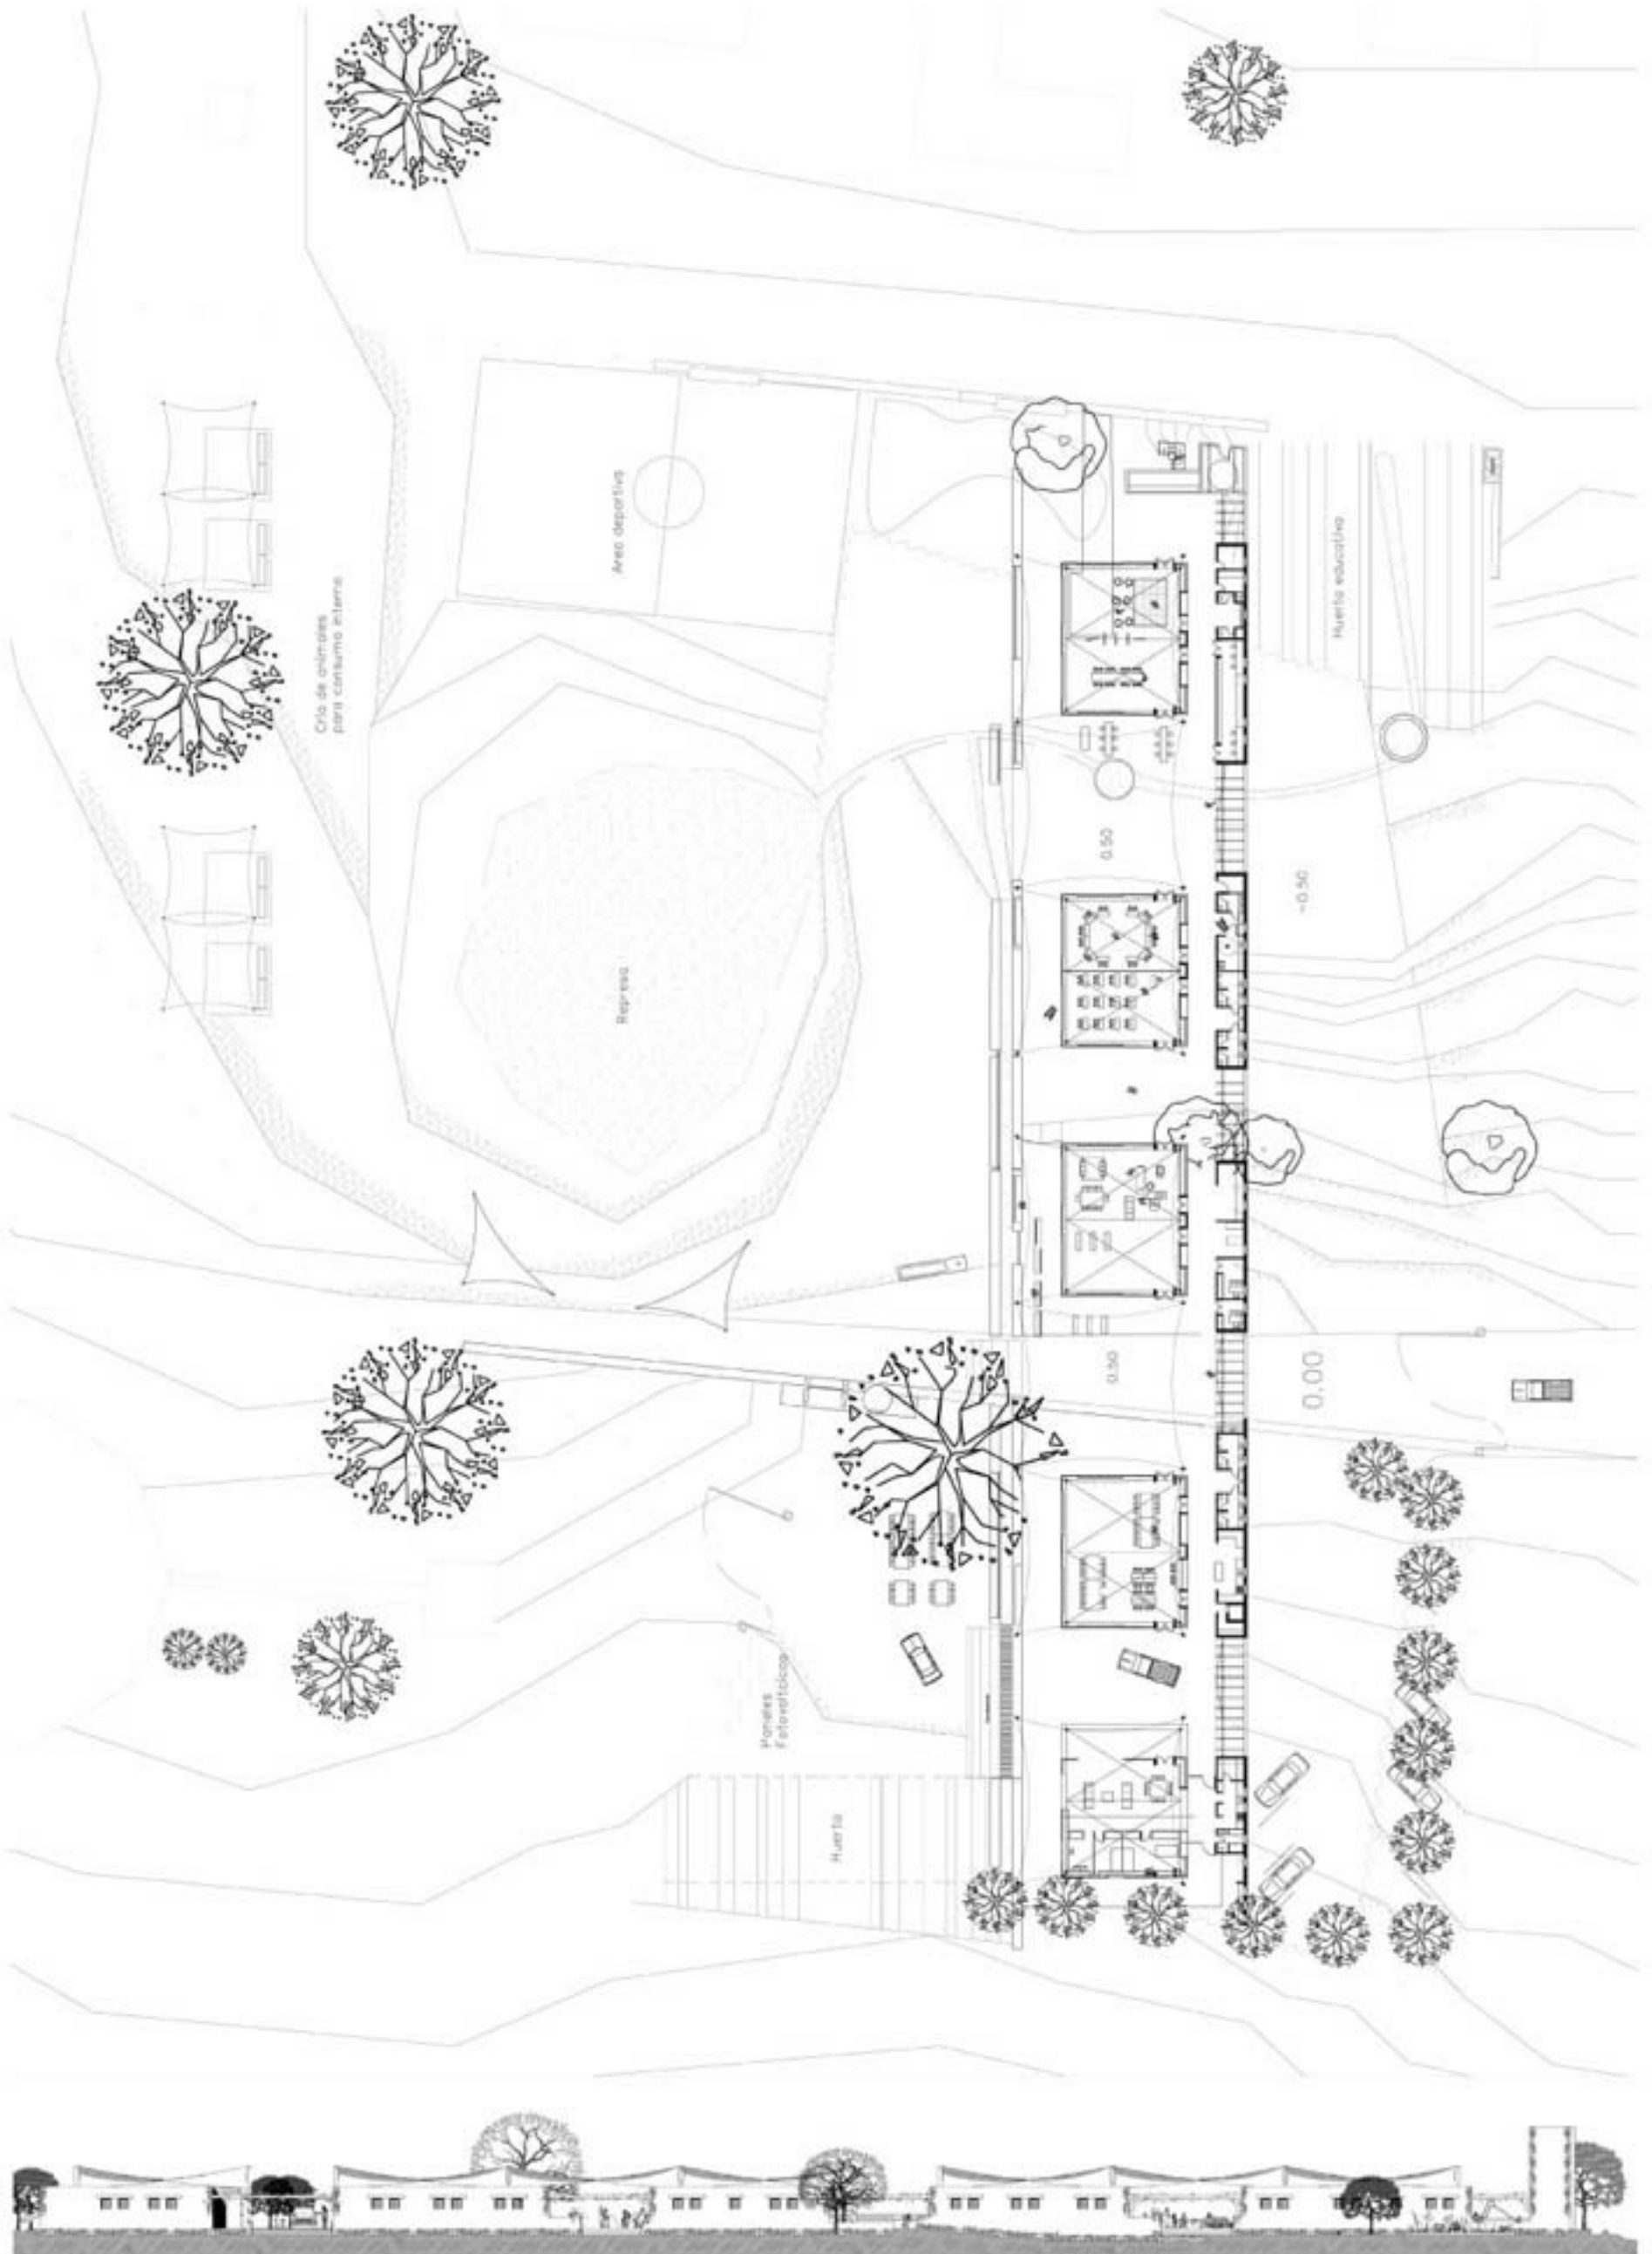 Area deportiva
Huerto educativo
Cría de animales
para consumo interno
0.50
-0.50
Represa
0.50
0.00
Paneles
Fotovoltaicos
Huerta